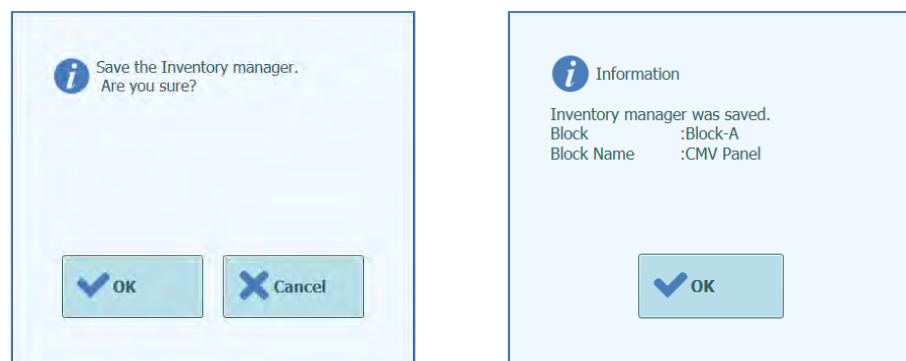 Save the Inventory manager.
Are you sure?
OK
Cancel
Information
Inventory manager was saved.
Block :Block-A
Block Name :CMV Panel
OK